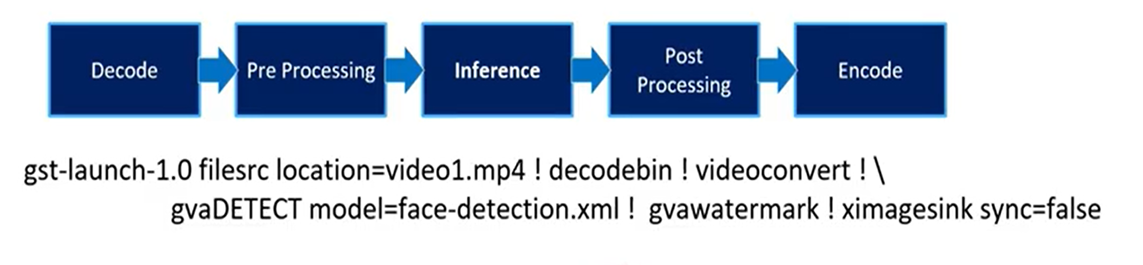 Decode
Pre Processing
Inference
Post
Processing
Encode
gst-launch-1.0 filesrc location=video1.mp4 ! decodebin ! videoconvert ! \
gvaDETECT model=face-detection.xml ! gvawatermark ! ximagesink sync=false